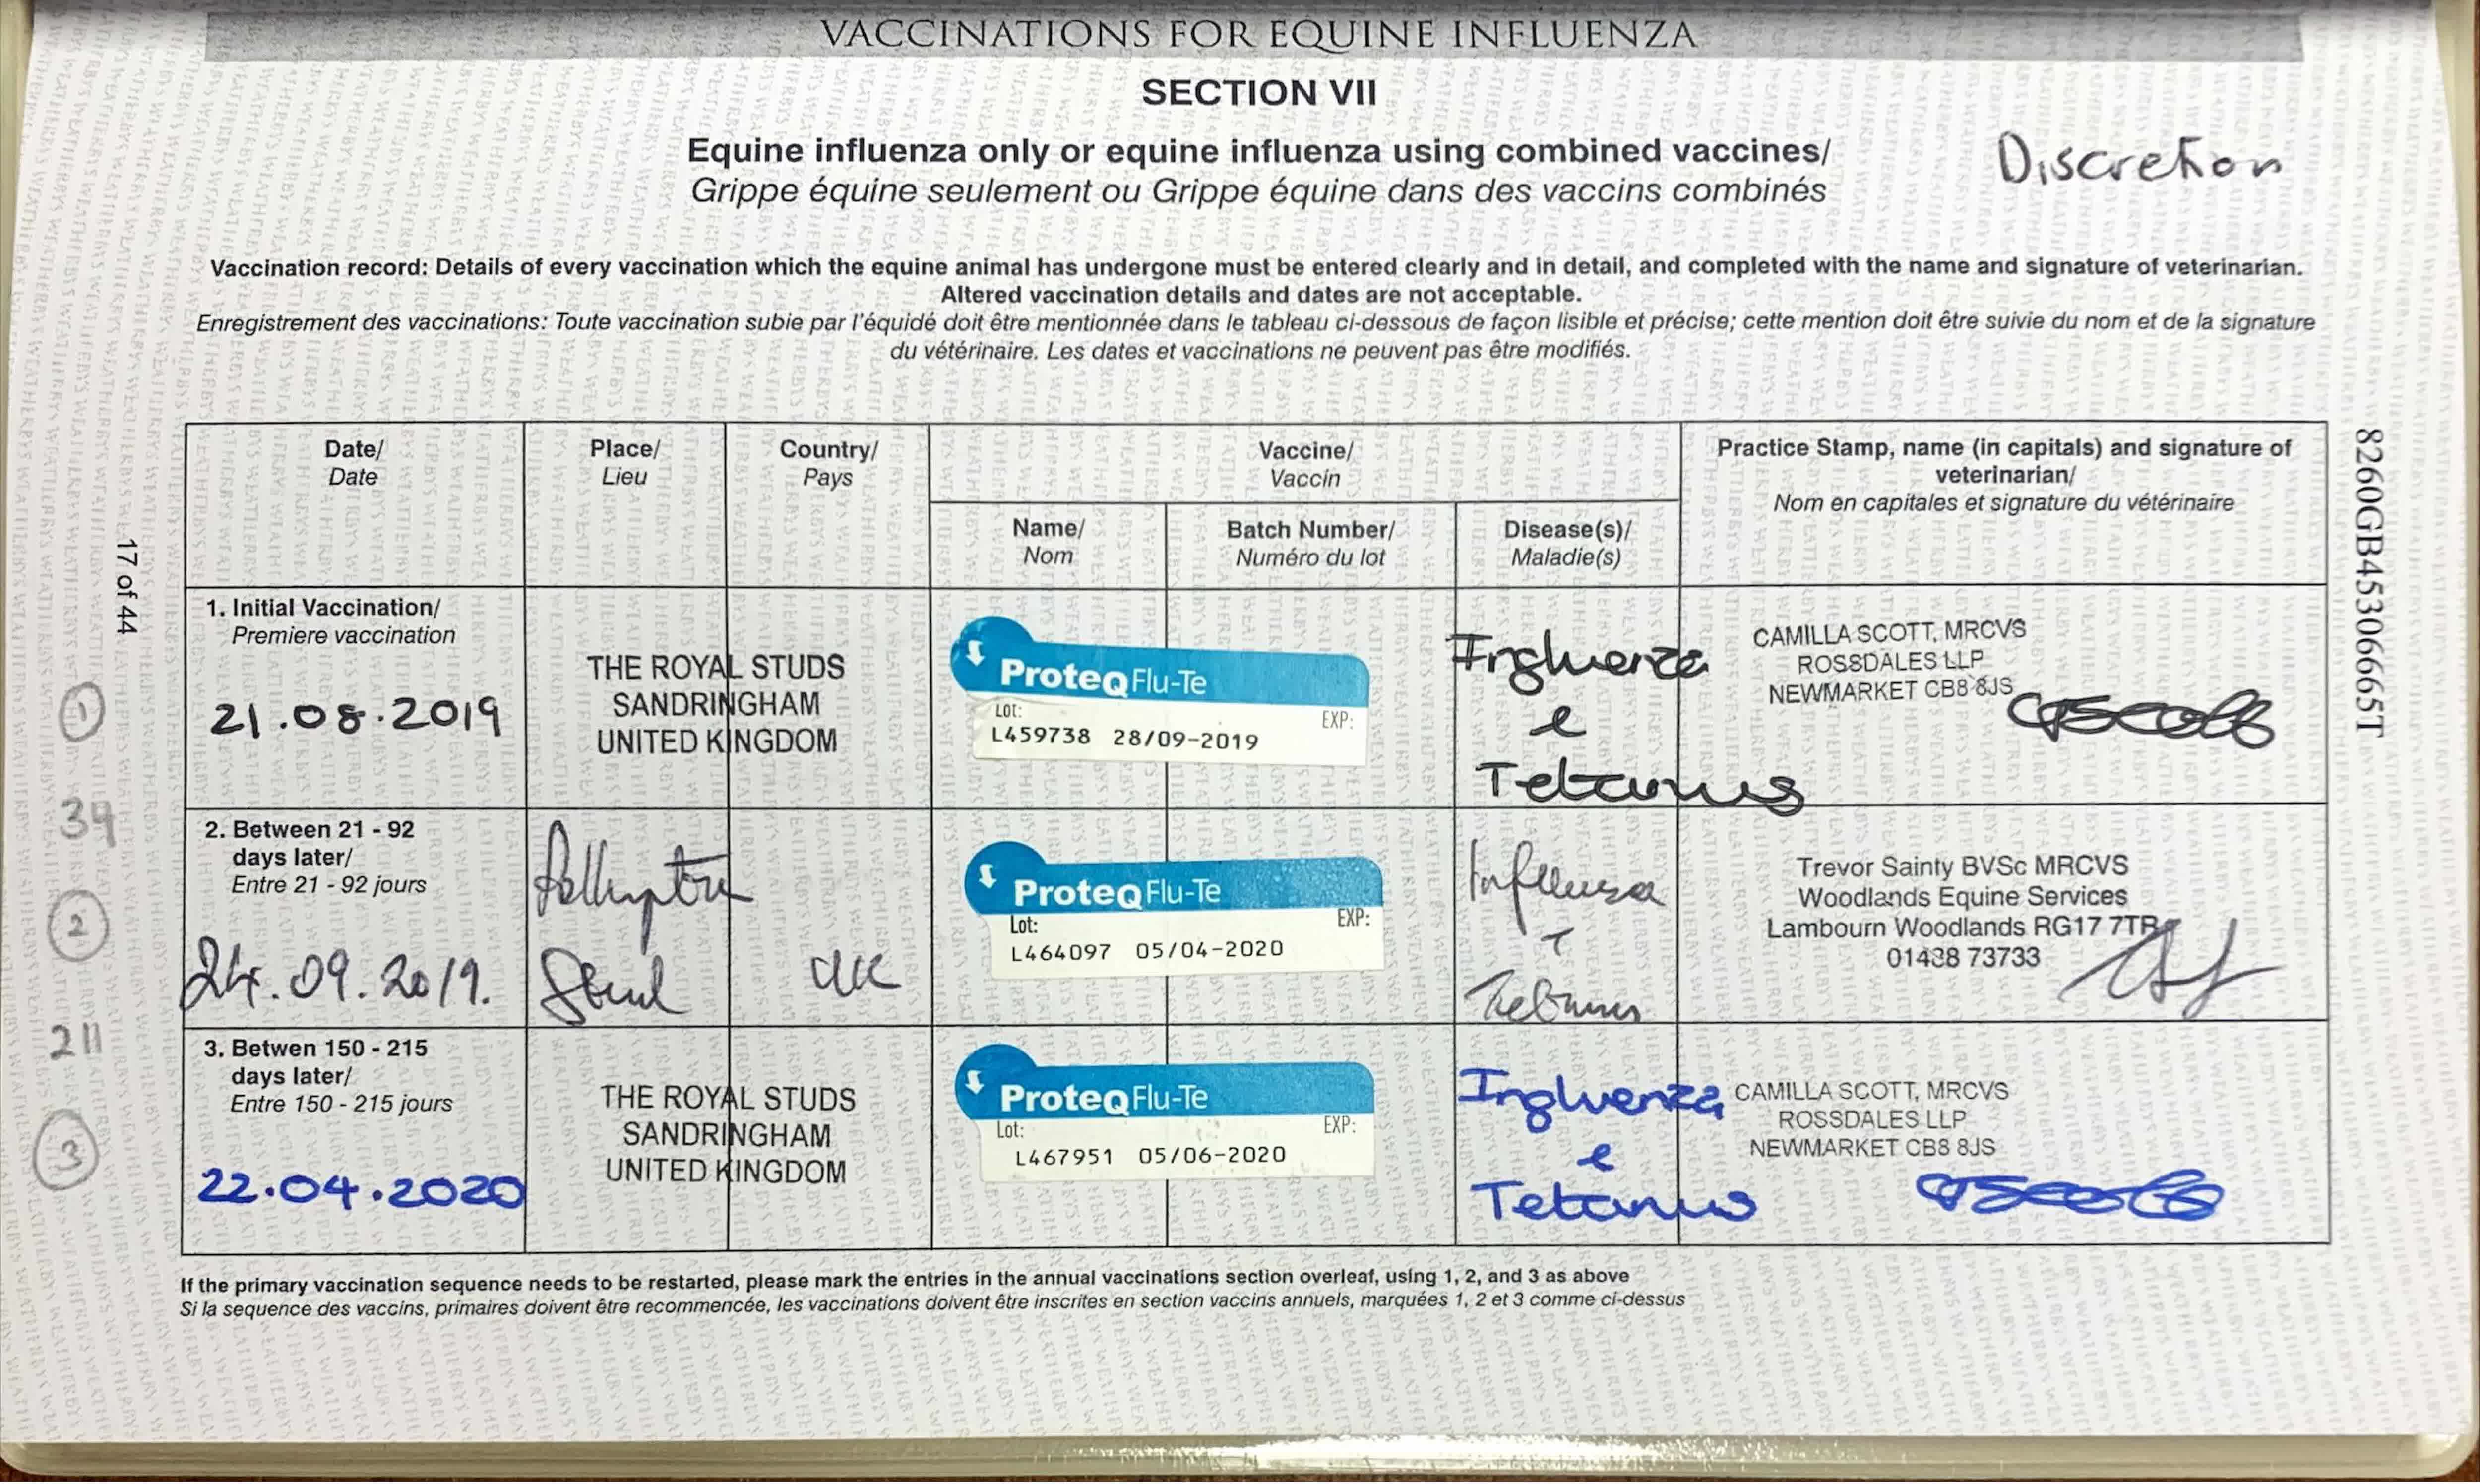 VACCINATIONS FOR EQUINE INFLUENZA
SECTION VII
Equine influenza only or equine influenza using combined vaccines/
Grippe équine seulement ou Grippe équine dans des vaccins combinés
Discretion
Vaccination record: Details of every vaccination which the equine animal has undergone must be entered clearly and in detail, and completed with the name and signature of veterinarian.
Altered vaccination details and dates are not acceptable.
Enregistrement des vaccinations: Toute vaccination subie par l'équidé doit être mentionnée dans le tableau ci-dessous de façon lisible et précise; cette mention doit être suivie du nom et de la signature
du vétérinaire. Les dates et vaccinations ne peuvent pas être modifiés.
17 of 44
8260GB45306665T
Date/
Date
Place/
Lieu
Country/
Pays
Vaccine/
Vaccin
Name/
Nom
Batch Number/
Numéro du lot
Disease(s)/
Maladie(s)
Practice Stamp, name (in capitals) and signature of
veterinarian/
Nom en capitales et signature du vétérinaire
1. Initial Vaccination/
Premiere vaccination
1
21.08.2019
THE ROYAL STUDS
SANDRINGHAM
UNITED KINGDOM
ProteqFlu-Te
Lot:
EXP:
L459738 28/09-2019
Influenza
e
Tetanus
CAMILLA SCOTT, MRCVS
ROSSDALES LLP
NEWMARKET CB8 8JS
34
2. Between 21 - 92
days later/
Entre 21 - 92 jours
2
24.09.2019.
Stud
UK
ProteqFlu-Te
Lot:
EXP:
L464097 05/04-2020
Influenza
+
Tetanus
Trevor Sainty BVSc MRCVS
Woodlands Equine Services
Lambourn Woodlands RG17 7TR
01488 73733
211
3. Betwen 150 - 215
days later/
Entre 150 - 215 jours
3
22.04.2020
THE ROYAL STUDS
SANDRINGHAM
UNITED KINGDOM
ProteqFlu-Te
Lot:
EXP:
L467951 05/06-2020
Influenza
e
Tetanus
CAMILLA SCOTT, MRCVS
ROSSDALES LLP
NEWMARKET CB8 8JS
If the primary vaccination sequence needs to be restarted, please mark the entries in the annual vaccinations section overleaf, using 1, 2, and 3 as above
Si la sequence des vaccins, primaires doivent être recommencée, les vaccinations doivent être inscrites en section vaccins annuels, marquées 1, 2 et 3 comme ci-dessus